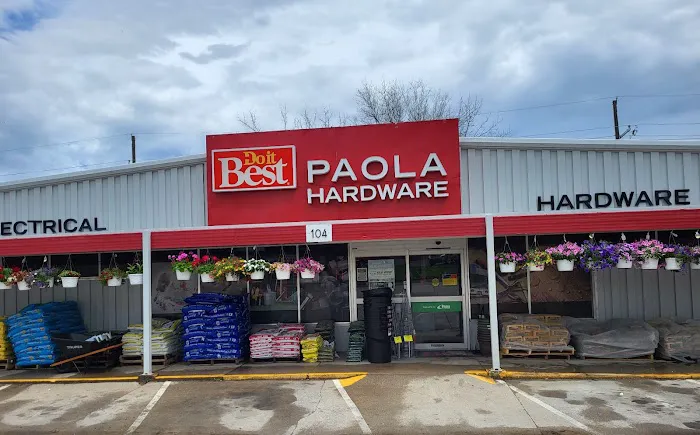 Do it
Best
PAOLA
HARDWARE
ECTRICAL
HARDWARE
104